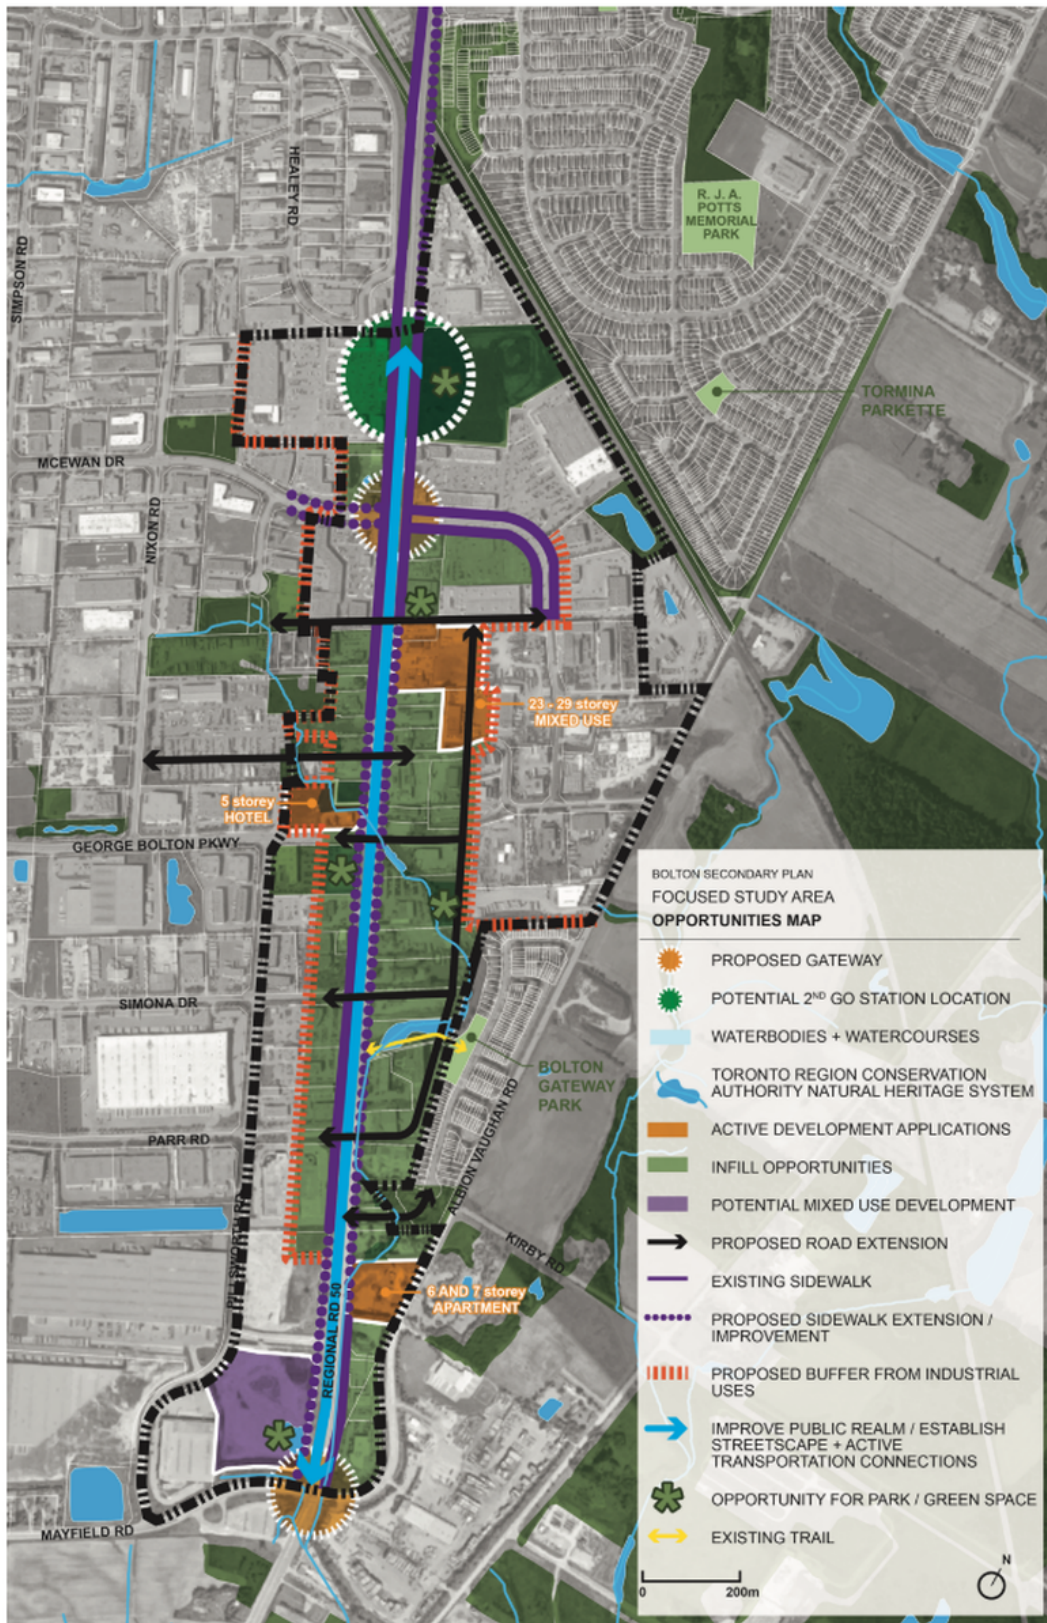 HEALEY RD
SIMPSON RD
R. J. A.
POTTS
MEMORIAL
PARK
TORMINA
PARKETTE
MCEWAN DR
NIXON RD
23 - 29 storey
MIXED USE
5 storey
HOTEL
GEORGE BOLTON PKWY
SIMONA DR
BOLTON
GATEWAY
PARK
PARR RD
ALBION VAUGHAN RD
PILLSWORTH RD
KIRBY RD
6 AND 7 storey
APARTMENT
REGIONAL RD 50
MAYFIELD RD
BOLTON SECONDARY PLAN
FOCUSED STUDY AREA
OPPORTUNITIES MAP
PROPOSED GATEWAY
POTENTIAL 2ND GO STATION LOCATION
WATERBODIES + WATERCOURSES
TORONTO REGION CONSERVATION
AUTHORITY NATURAL HERITAGE SYSTEM
ACTIVE DEVELOPMENT APPLICATIONS
INFILL OPPORTUNITIES
POTENTIAL MIXED USE DEVELOPMENT
PROPOSED ROAD EXTENSION
EXISTING SIDEWALK
PROPOSED SIDEWALK EXTENSION /
IMPROVEMENT
PROPOSED BUFFER FROM INDUSTRIAL
USES
IMPROVE PUBLIC REALM / ESTABLISH
STREETSCAPE + ACTIVE
TRANSPORTATION CONNECTIONS
OPPORTUNITY FOR PARK / GREEN SPACE
EXISTING TRAIL
0 200m
N